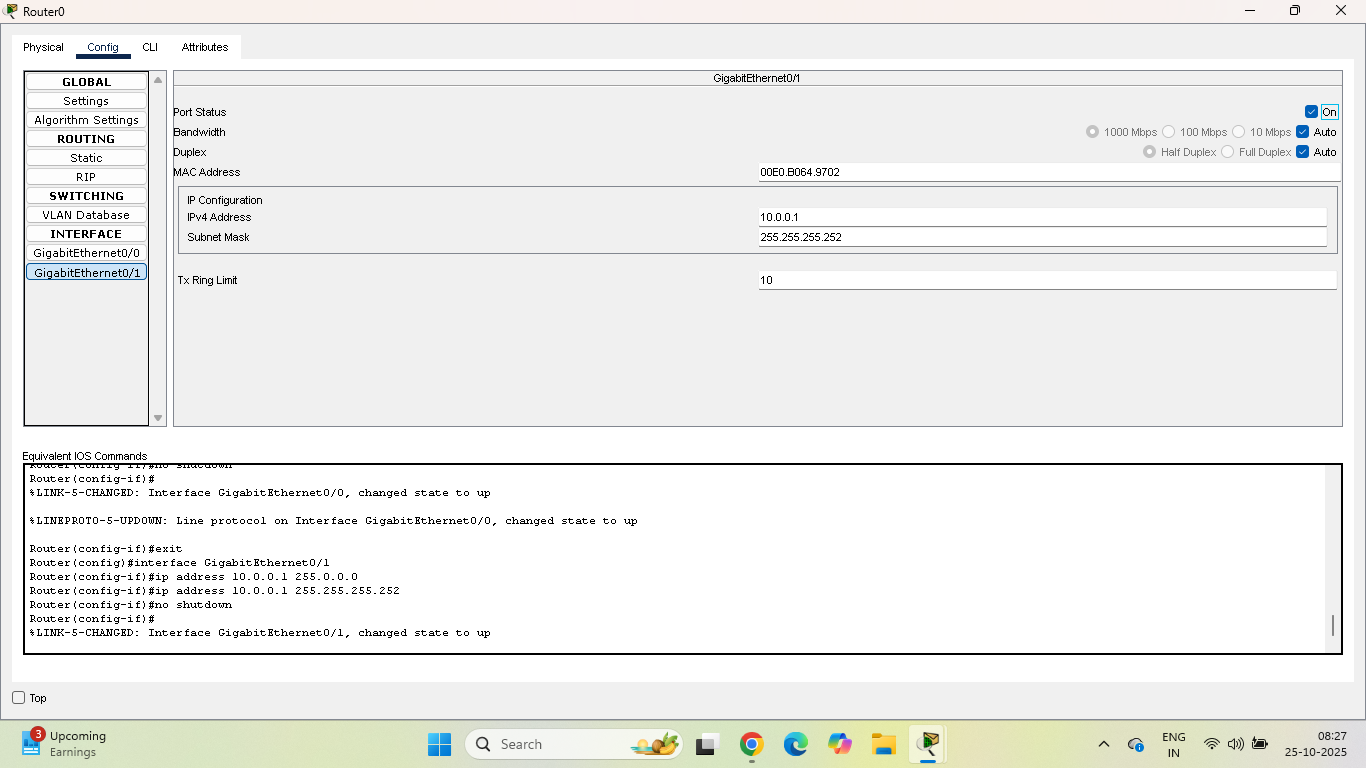 Router0
Physical Config CLI Attributes
GLOBAL
Settings
Algorithm Settings
ROUTING
Static
RIP
SWITCHING
VLAN Database
INTERFACE
GigabitEthernet0/0
GigabitEthernet0/1
GigabitEthernet0/1
Port Status On
Bandwidth 1000 Mbps 100 Mbps 10 Mbps Auto
Duplex Half Duplex Full Duplex Auto
MAC Address 00E0.B064.9702
IP Configuration
IPv4 Address 10.0.0.1
Subnet Mask 255.255.255.252
Tx Ring Limit 10
Equivalent IOS Commands
Router(config-if)#no shutdown
Router(config-if)#
%LINK-5-CHANGED: Interface GigabitEthernet0/0, changed state to up
%LINEPROTO-5-UPDOWN: Line protocol on Interface GigabitEthernet0/0, changed state to up
Router(config-if)#exit
Router(config)#interface GigabitEthernet0/1
Router(config-if)#ip address 10.0.0.1 255.0.0.0
Router(config-if)#ip address 10.0.0.1 255.255.255.252
Router(config-if)#no shutdown
Router(config-if)#
%LINK-5-CHANGED: Interface GigabitEthernet0/1, changed state to up
Top
3
Upcoming
Earnings
Search
ENG
IN
08:27
25-10-2025